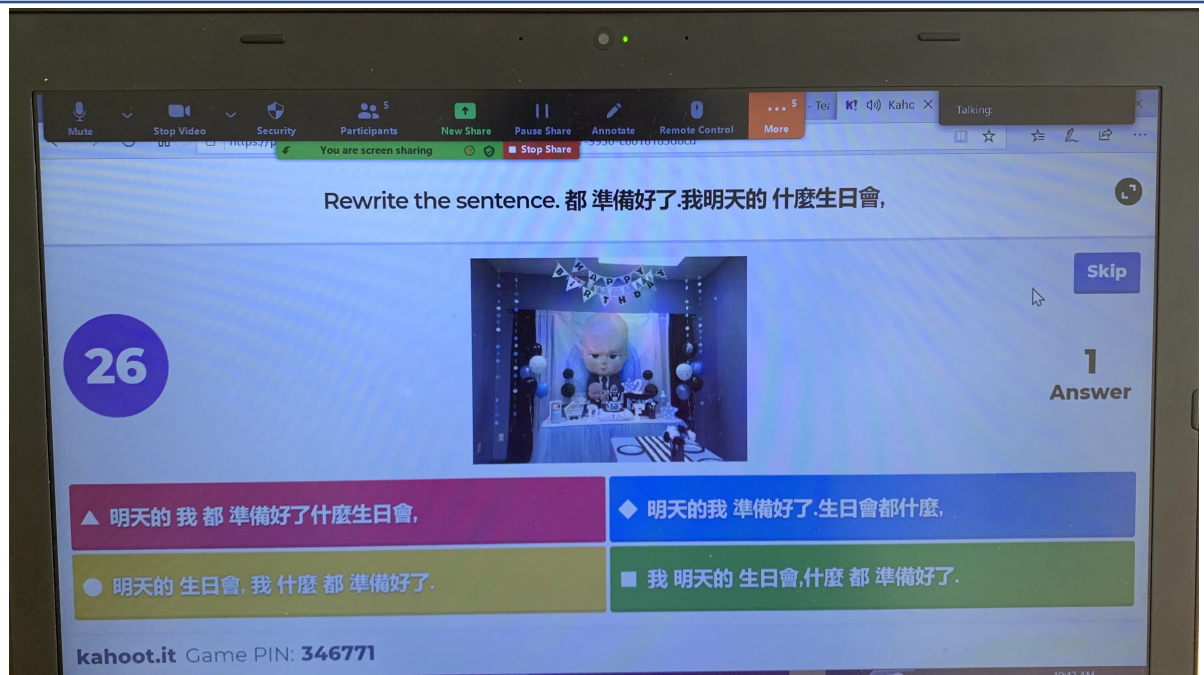 5
5
Mute
Stop Video
Security
Participants
New Share
Pause Share
Annotate
Remote Control
More
- Tea
K! Kahc ×
Talking:
You are screen sharing
Stop Share
Rewrite the sentence. 都 準備好了.我明天的 什麼生日會,
Skip
HAPPY
BIRTHDAY
26
1
Answer
明天的 我 都 準備好了什麼生日會,
明天的我 準備好了.生日會都什麼,
明天的 生日會, 我 什麼 都 準備好了.
我 明天的 生日會,什麼 都 準備好了.
kahoot.it Game PIN: 346771